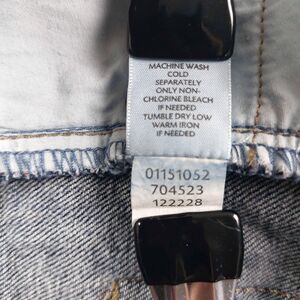 MACHINE WASH
COLD
SEPARATELY
ONLY NON-
CHLORINE BLEACH
IF NEEDED
TUMBLE DRY LOW
WARM IRON
IF NEEDED
01151052
704523
122228